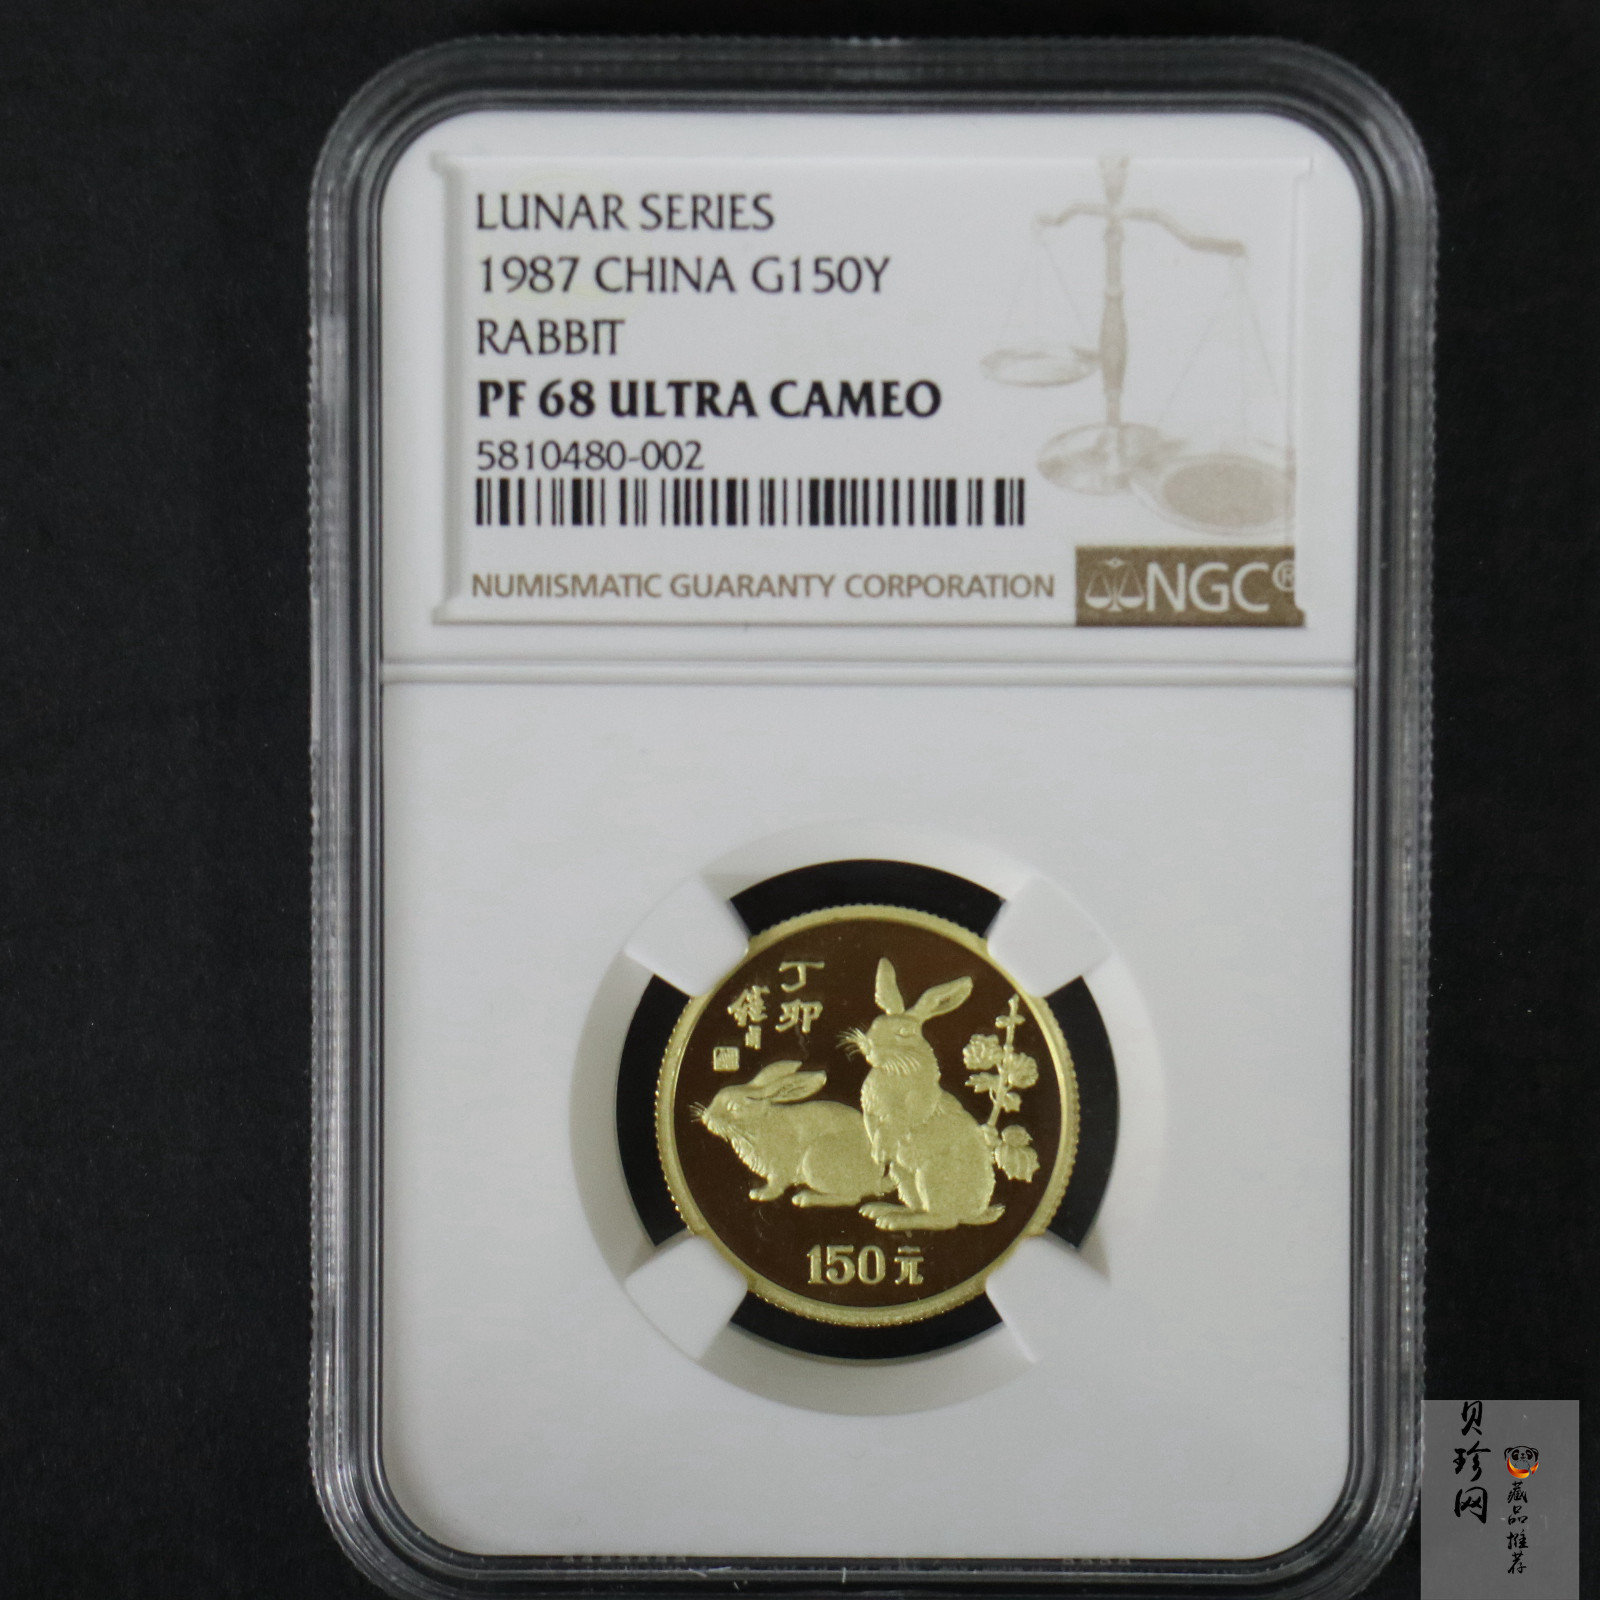 LUNAR SERIES
1987 CHINA G150Y
RABBIT
PF 68 ULTRA CAMEO
5810480-002
NUMISMATIC GUARANTY CORPORATION
NGC®
丁卯
150元
贝珍网
藏品推荐